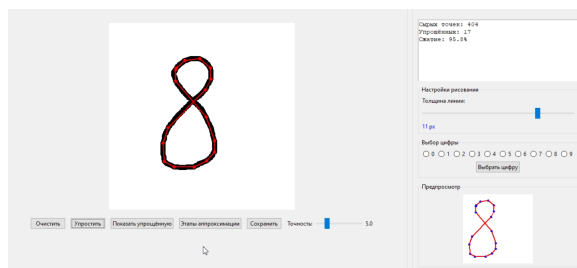 Сырых точек: 404
Упрощённых: 17
Сжатие: 95.8%
Настройки рисования
Толщина линии:
11 px
Выбор цифры
0 1 2 3 4 5 6 7 8 9
Выбрать цифру
Предпросмотр
8
Очистить Упростить Показать упрощённую Этапы аппроксимации Сохранить Точность: 5.0